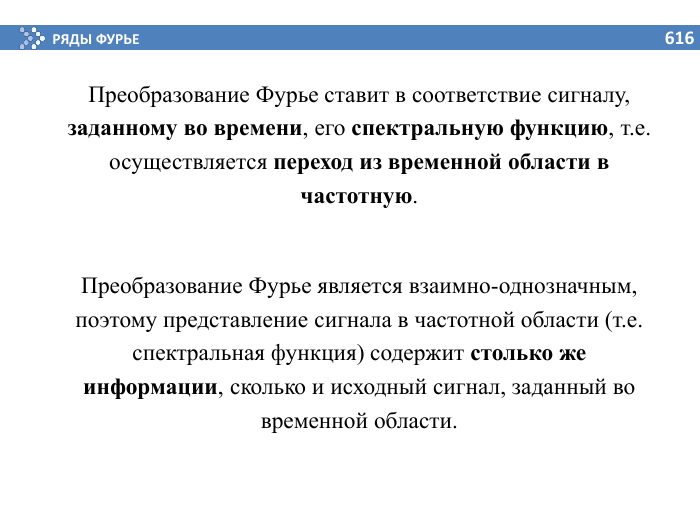 РЯДЫ ФУРЬЕ
616
Преобразование Фурье ставит в соответствие сигналу,
заданному во времени, его спектральную функцию, т.е.
осуществляется переход из временной области в
частотную.
Преобразование Фурье является взаимно-однозначным,
поэтому представление сигнала в частотной области (т.е.
спектральная функция) содержит столько же
информации, сколько и исходный сигнал, заданный во
временной области.